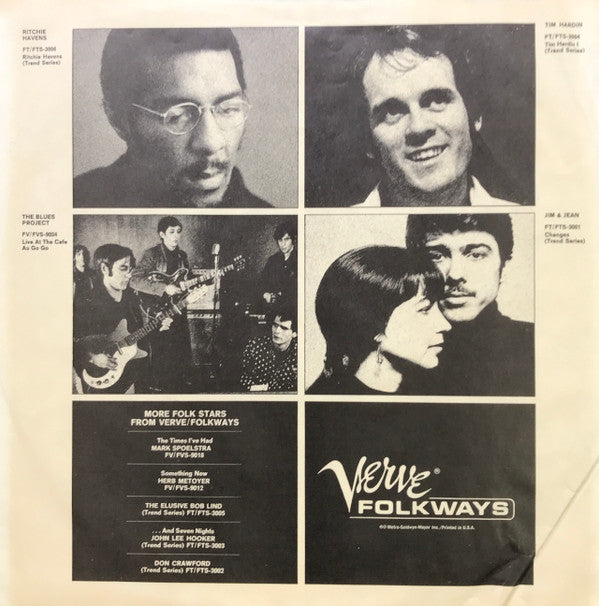 RITCHIE
HAVENS
FT/FTS-3006
Ritchie Havens
(Trend Series)
TIM HARDIN
FT/FTS-3004
Tim Hardin I
(Trend Series)
THE BLUES
PROJECT
FV/FVS-9024
Live At The Cafe
Au Go Go
JIM & JEAN
FT/FTS-3001
Changes
(Trend Series)
MORE FOLK STARS
FROM VERVE/FOLKWAYS
The Times I've Had
MARK SPOELSTRA
FV/FVS-9018
Something New
HERB METOYER
FV/FVS-9012
THE ELUSIVE BOB LIND
(Trend Series) FT/FTS-3005
. . . And Seven Nights
JOHN LEE HOOKER
(Trend Series) FT/FTS-3003
DON CRAWFORD
(Trend Series) FT/FTS-3002
Verve®
FOLKWAYS
© Metro-Goldwyn-Mayer Inc./Printed in U.S.A.